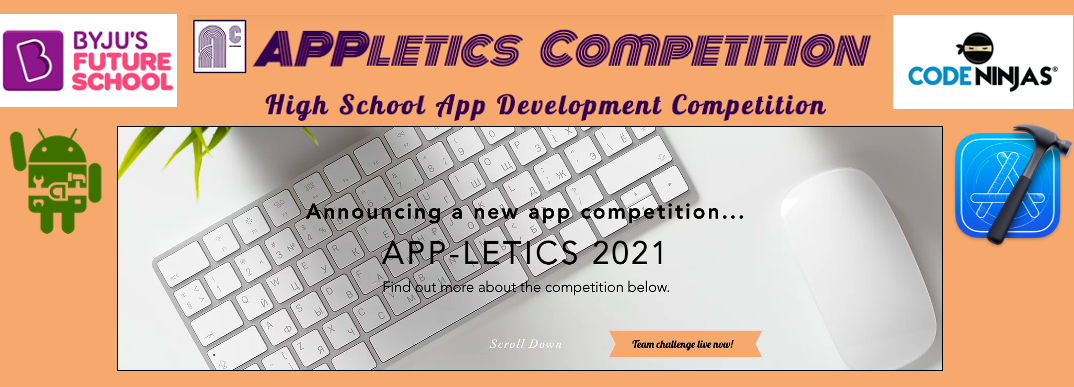 BYJU'S
FUTURE
SCHOOL
B
ac
APPLETICS COMPETITION
CODE NINJAS®
High School App Development Competition
Announcing a new app competition...
APP-LETICS 2021
Find out more about the competition below.
Scroll Down
Team challenge live now!